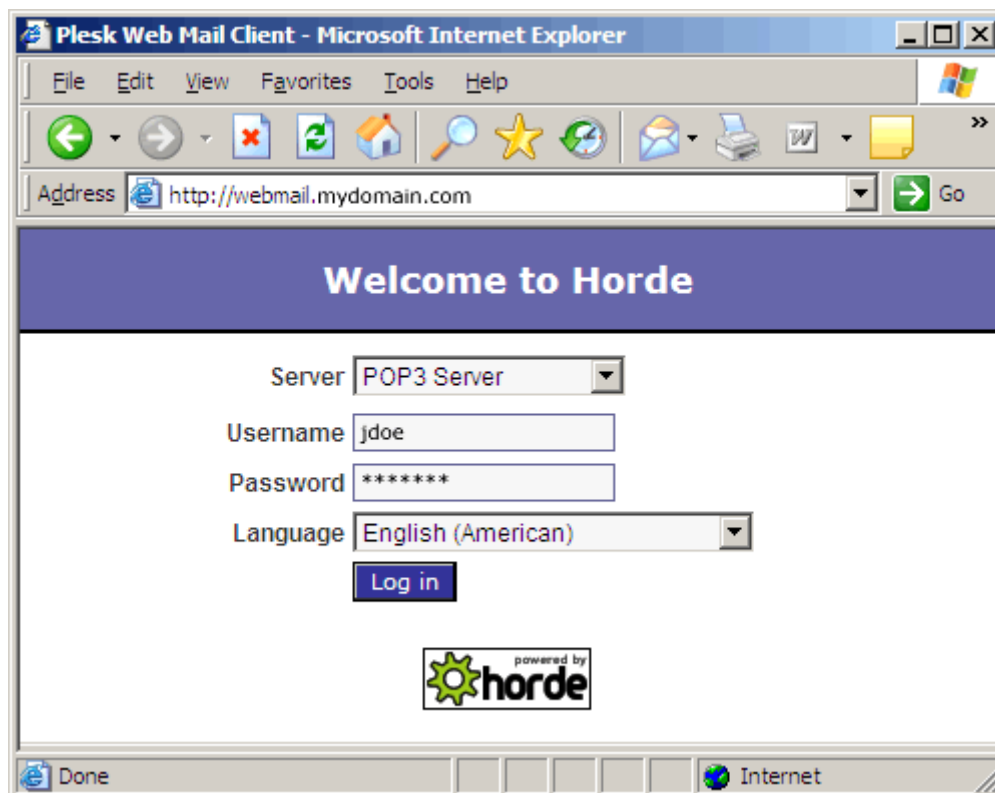 Plesk Web Mail Client - Microsoft Internet Explorer
File Edit View Favorites Tools Help
W »
Address http://webmail.mydomain.com Go
Welcome to Horde
Server POP3 Server
Username jdoe
Password *******
Language English (American)
Log in
powered by
horde
Done Internet